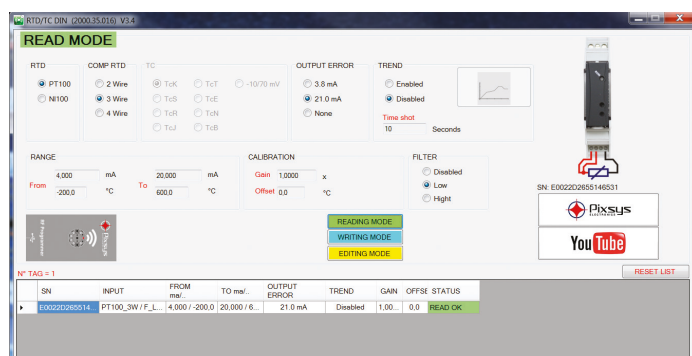 RTD/TC DIN (2000.35.016) V3.4
READ MODE
RTD
PT100
NI100
COMP RTD
2 Wire
3 Wire
4 Wire
TC
TcK
TcT
-10/70 mV
TcS
TcE
TcR
TcN
TcJ
TcB
OUTPUT ERROR
3.8 mA
21.0 mA
None
TREND
Enabled
Disabled
Time shot
10 Seconds
RANGE
From
4,000 mA
-200,0 °C
To
20,000 mA
600,0 °C
CALIBRATION
Gain 1,0000 x
Offset 0,0 °C
FILTER
Disabled
Low
Hight
SN: E0022D2655146531
Pixsys
ELECTRONICS
You Tube
RF Programmer
Pixsys
READING MODE
WRITING MODE
EDITING MODE
N° TAG = 1
RESET LIST
SN INPUT FROM ma/.. TO ma/.. OUTPUT ERROR TREND GAIN OFFSE STATUS
E0022D265514... PT100_3W / F_L... 4,000 / -200,0 20,000 / 6... 21.0 mA Disabled 1,00... 0,0 READ OK